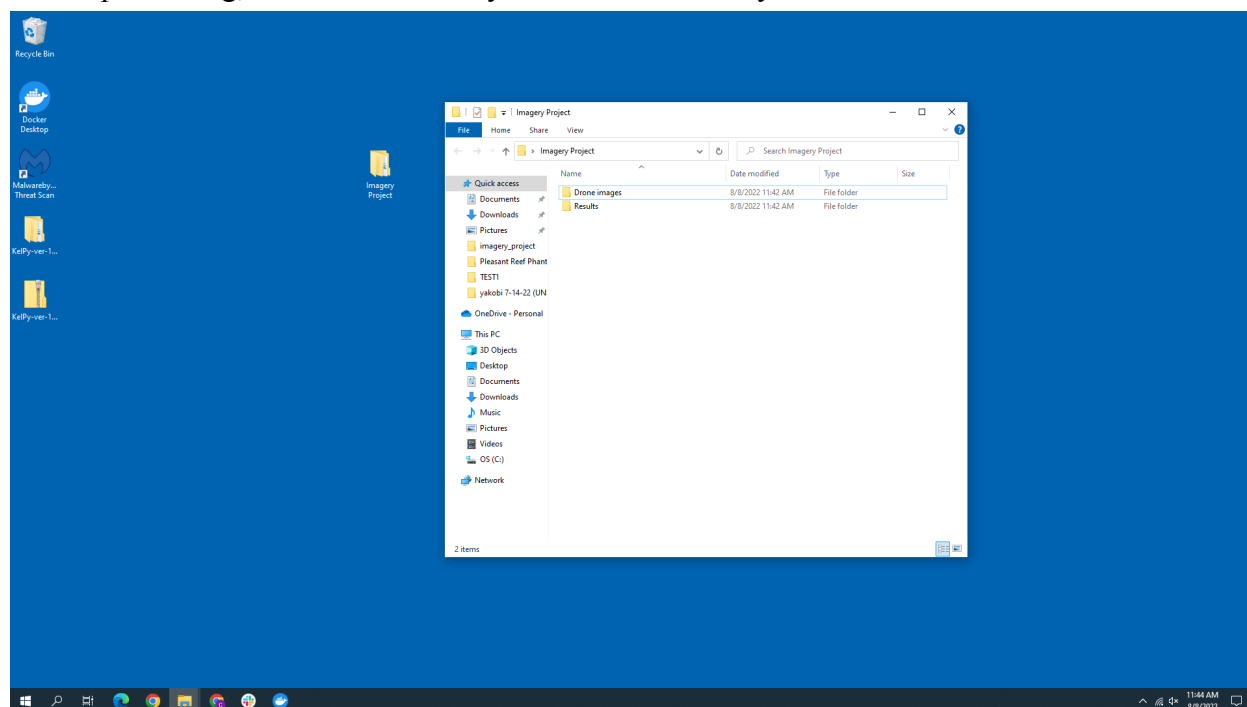 Recycle Bin
Docker
Desktop
Malwareby...
Threat Scan
KelPy-ver-1...
KelPy-ver-1...
Imagery
Project
Imagery Project
File Home Share View
Imagery Project
Search Imagery Project
Name Date modified Type Size
Drone images 8/8/2022 11:42 AM File folder
Results 8/8/2022 11:42 AM File folder
Quick access
Documents
Downloads
Pictures
imagery_project
Pleasant Reef Phant
TEST1
yakobi 7-14-22 (UN
OneDrive - Personal
This PC
3D Objects
Desktop
Documents
Downloads
Music
Pictures
Videos
OS (C:)
Network
2 items
11:44 AM
8/8/2022